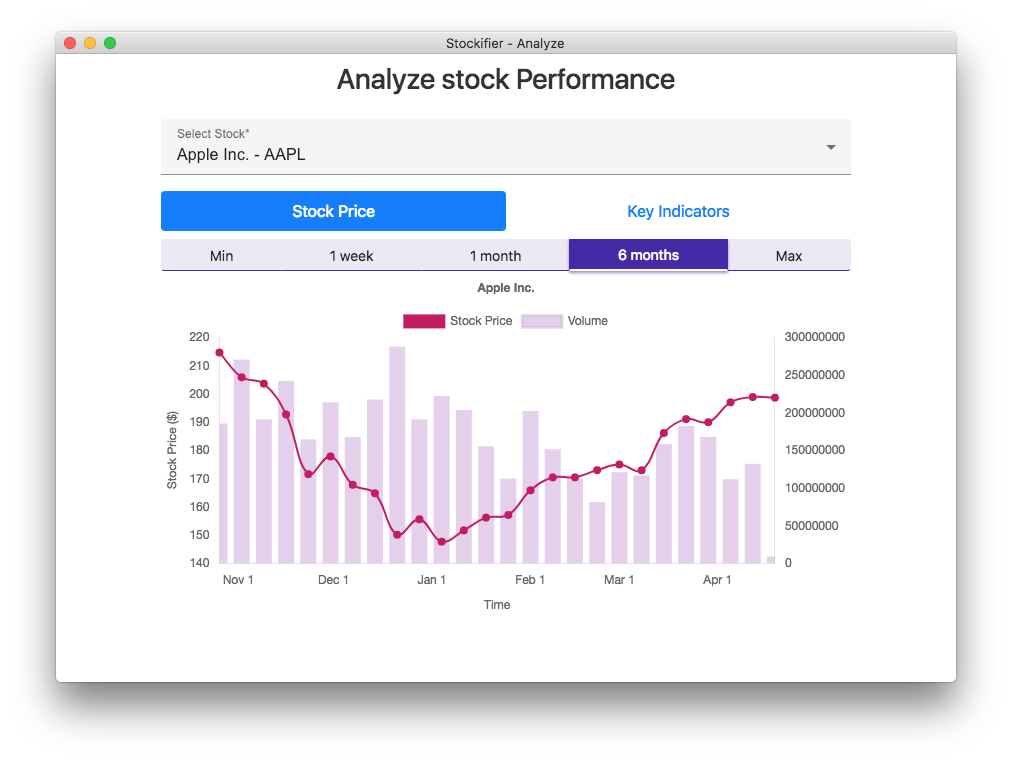 Stockifier - Analyze
Analyze stock Performance
Select Stock*
Apple Inc. - AAPL
Stock Price Key Indicators
Min 1 week 1 month 6 months Max
Apple Inc.
Stock Price Volume
220 300000000
210 250000000
200 200000000
190 150000000
180 100000000
170 50000000
160 0
150
140
Stock Price ($)
Nov 1 Dec 1 Jan 1 Feb 1 Mar 1 Apr 1
Time